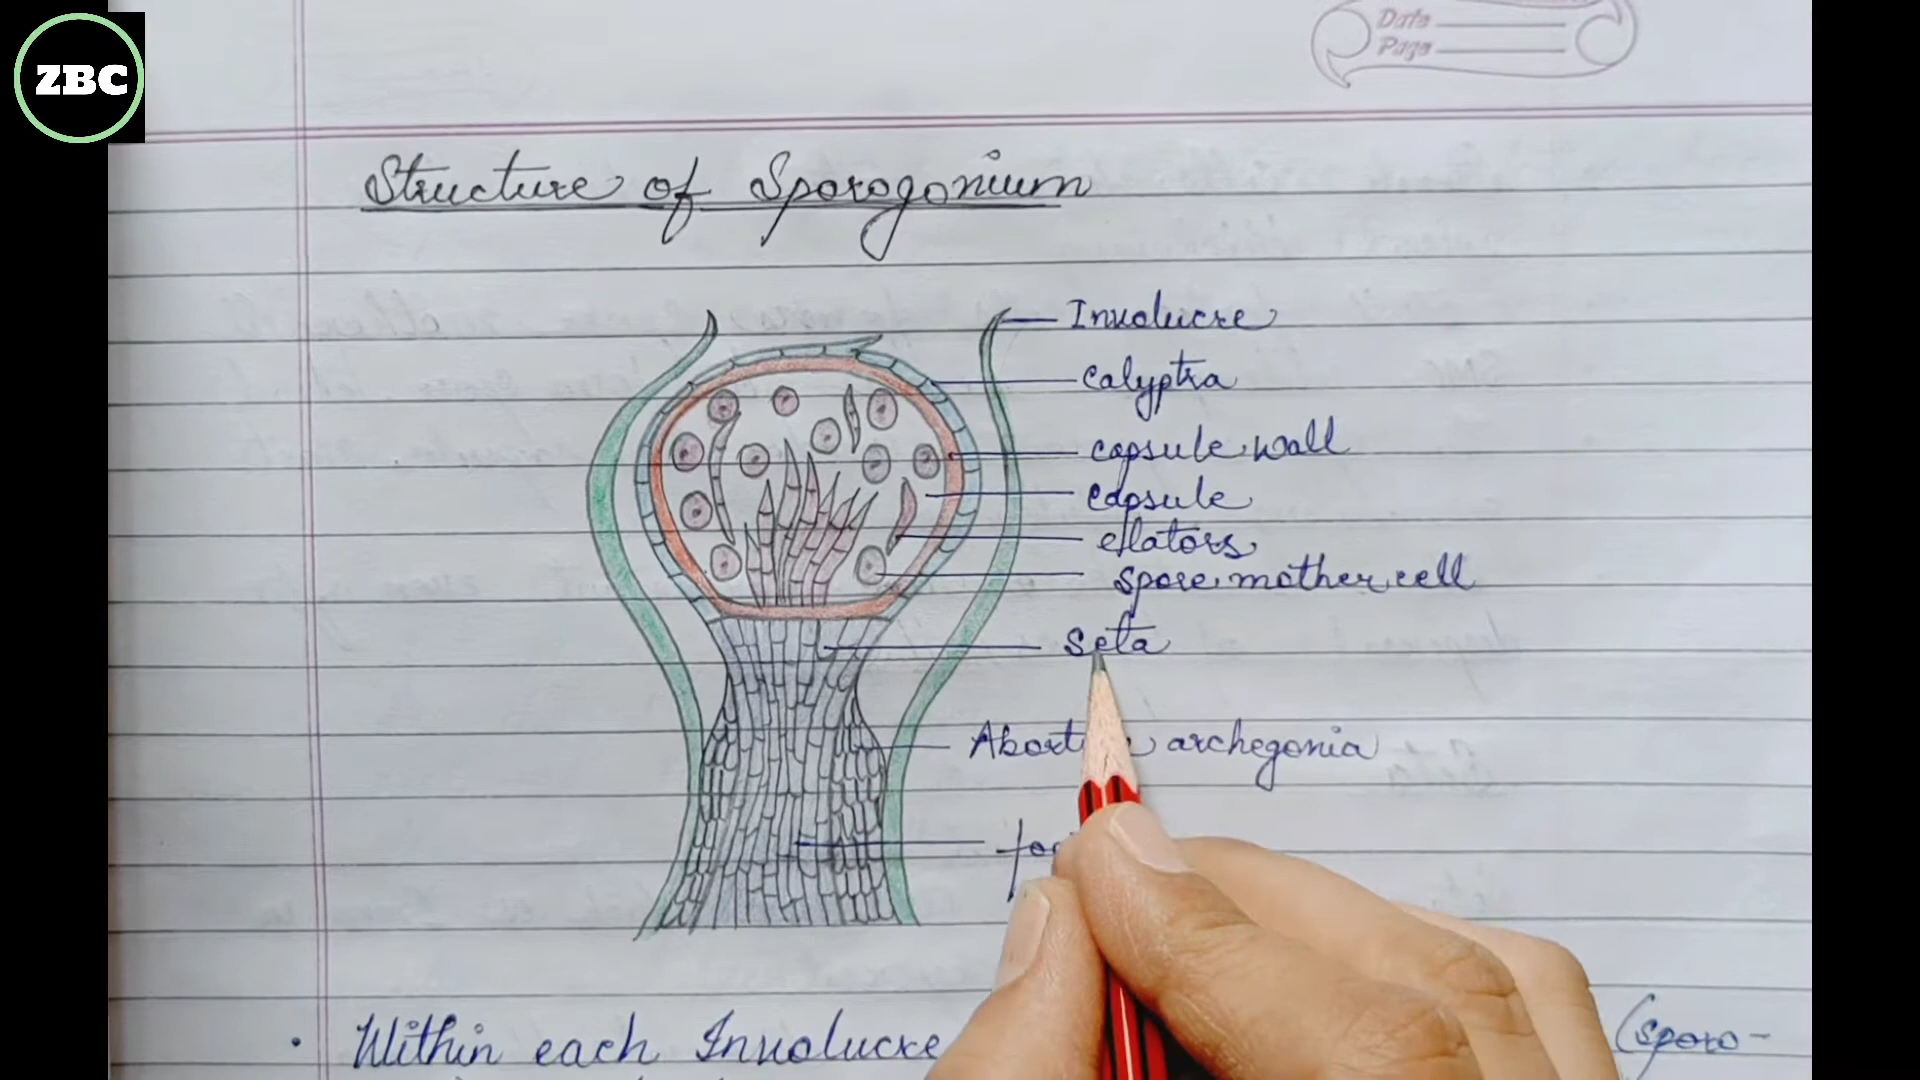 ZBC
Date
Page
Structure of Sporogonium
Involucre
calyptra
capsule wall
capsule
elators
spore mother cell
Seta
archegonia
• Within each Involucre
(sporo-